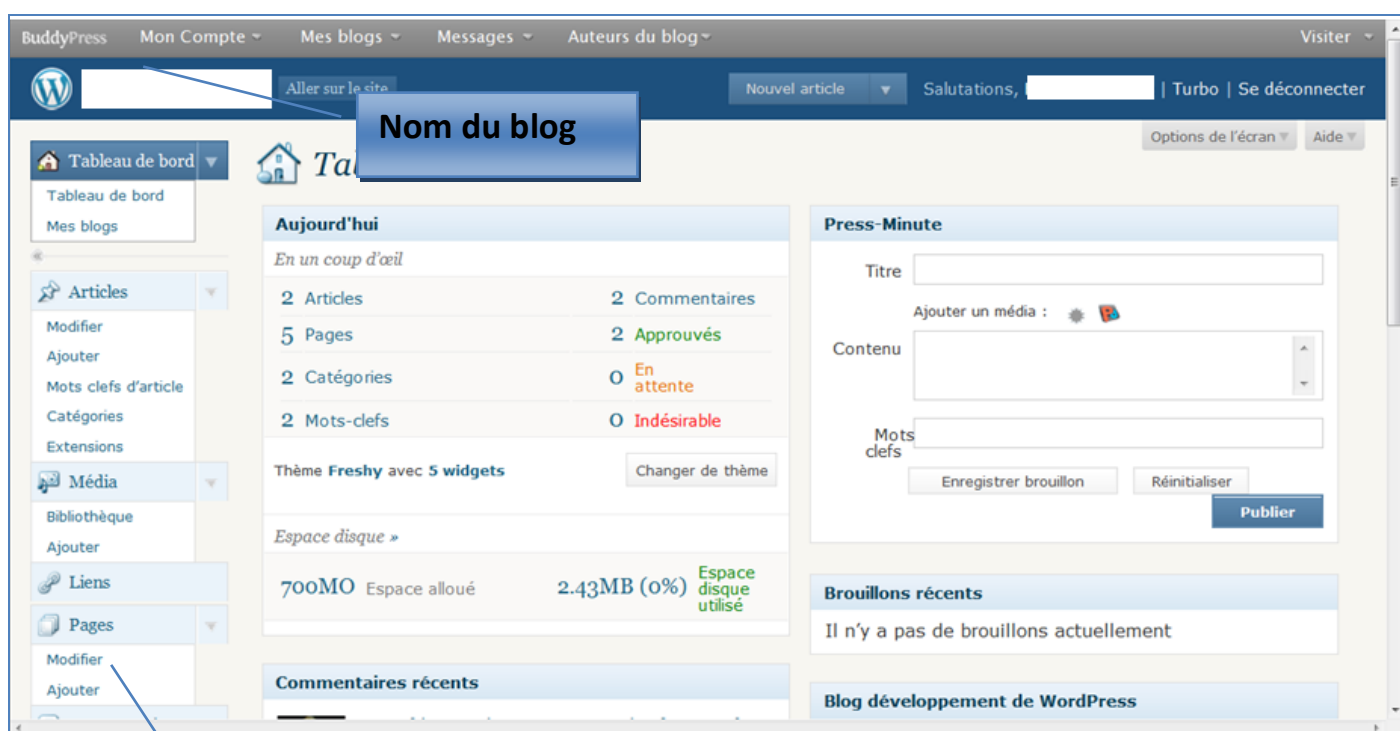 BuddyPress Mon Compte Mes blogs Messages Auteurs du blog Visiter
Aller sur le site Nouvel article Salutations, | Turbo | Se déconnecter
Nom du blog
Options de l'écran Aide
Tableau de bord
Tableau de bord
Mes blogs
Articles
Modifier
Ajouter
Mots clefs d'article
Catégories
Extensions
Média
Bibliothèque
Ajouter
Liens
Pages
Modifier
Ajouter
Aujourd'hui
En un coup d'œil
2 Articles 2 Commentaires
5 Pages 2 Approuvés
2 Catégories 0 En
attente
2 Mots-clefs 0 Indésirable
Thème Freshy avec 5 widgets Changer de thème
Espace disque »
700MO Espace alloué 2.43MB (0%) Espace
disque
utilisé
Commentaires récents
Press-Minute
Titre
Ajouter un média :
Contenu
Mots
clefs
Enregistrer brouillon Réinitialiser
Publier
Brouillons récents
Il n'y a pas de brouillons actuellement
Blog développement de WordPress